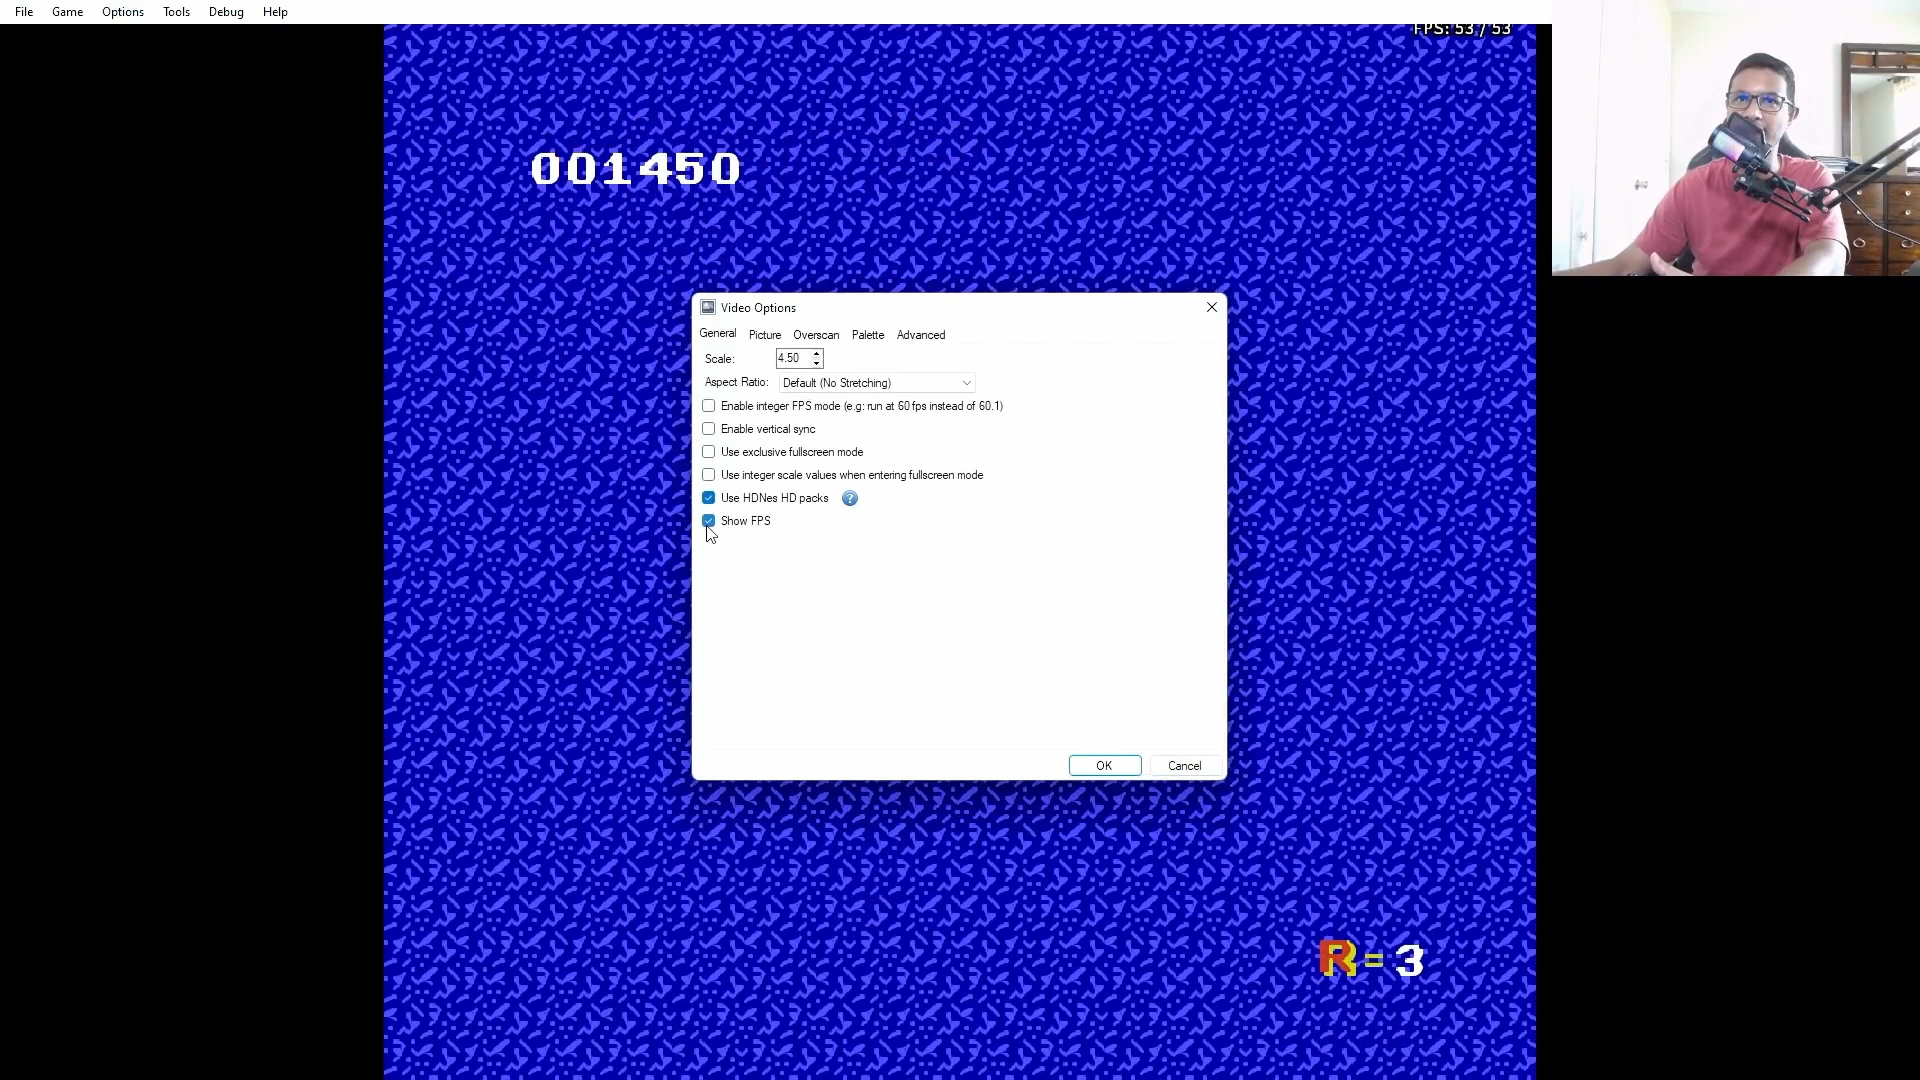 File Game Options Tools Debug Help
FPS: 53 / 53
001450
Video Options
General Picture Overscan Palette Advanced
Scale: 4.50
Aspect Ratio: Default (No Stretching)
Enable integer FPS mode (e.g: run at 60 fps instead of 60.1)
Enable vertical sync
Use exclusive fullscreen mode
Use integer scale values when entering fullscreen mode
Use HDNes HD packs ?
Show FPS
OK Cancel
R=3